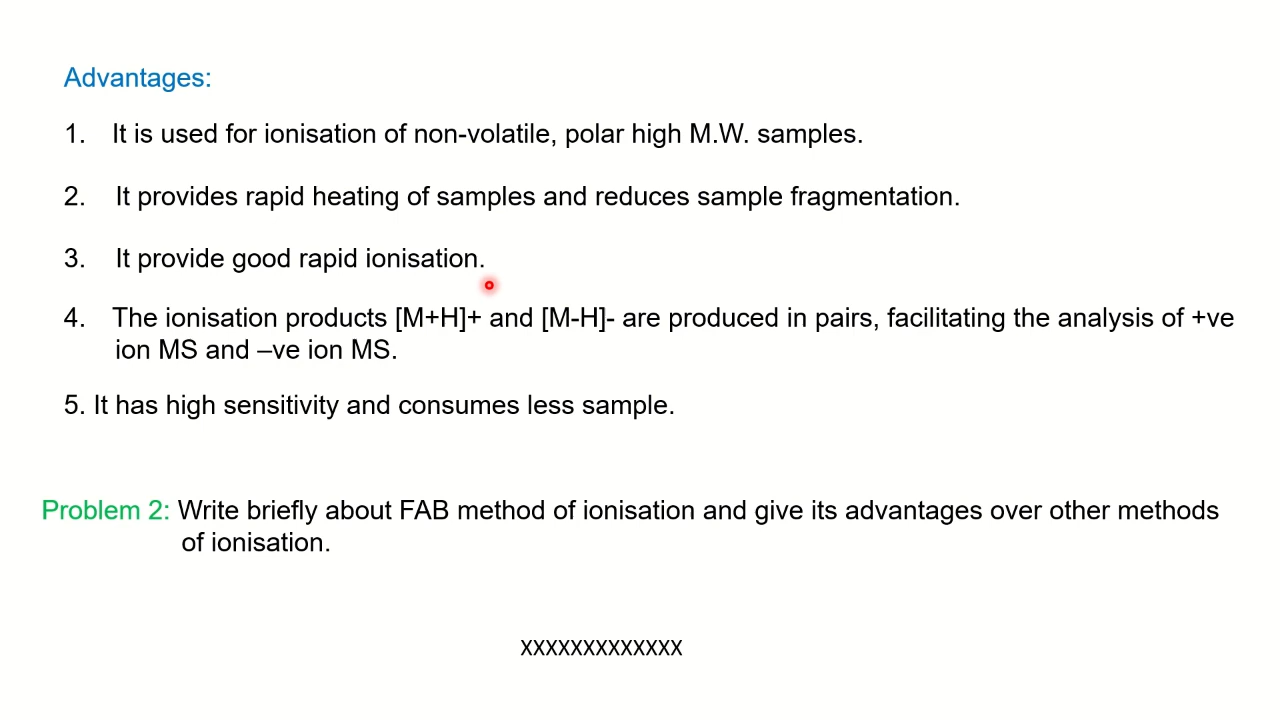 Advantages:
1. It is used for ionisation of non-volatile, polar high M.W. samples.
2. It provides rapid heating of samples and reduces sample fragmentation.
3. It provide good rapid ionisation.
4. The ionisation products [M+H]+ and [M-H]- are produced in pairs, facilitating the analysis of +ve
ion MS and –ve ion MS.
5. It has high sensitivity and consumes less sample.
Problem 2: Write briefly about FAB method of ionisation and give its advantages over other methods
of ionisation.
XXXXXXXXXXXXX